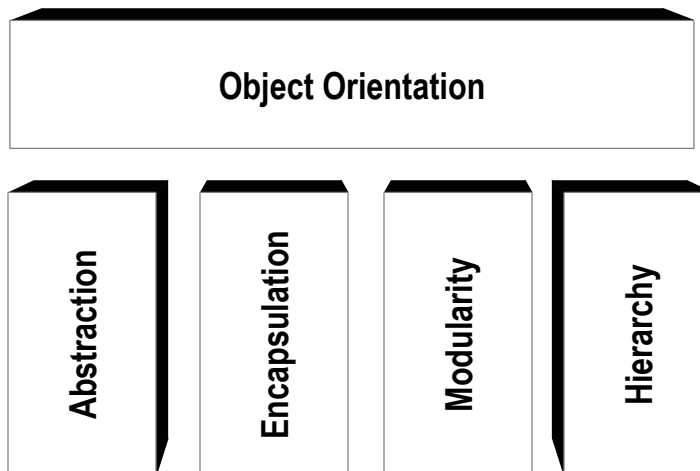 Object Orientation
Abstraction
Encapsulation
Modularity
Hierarchy